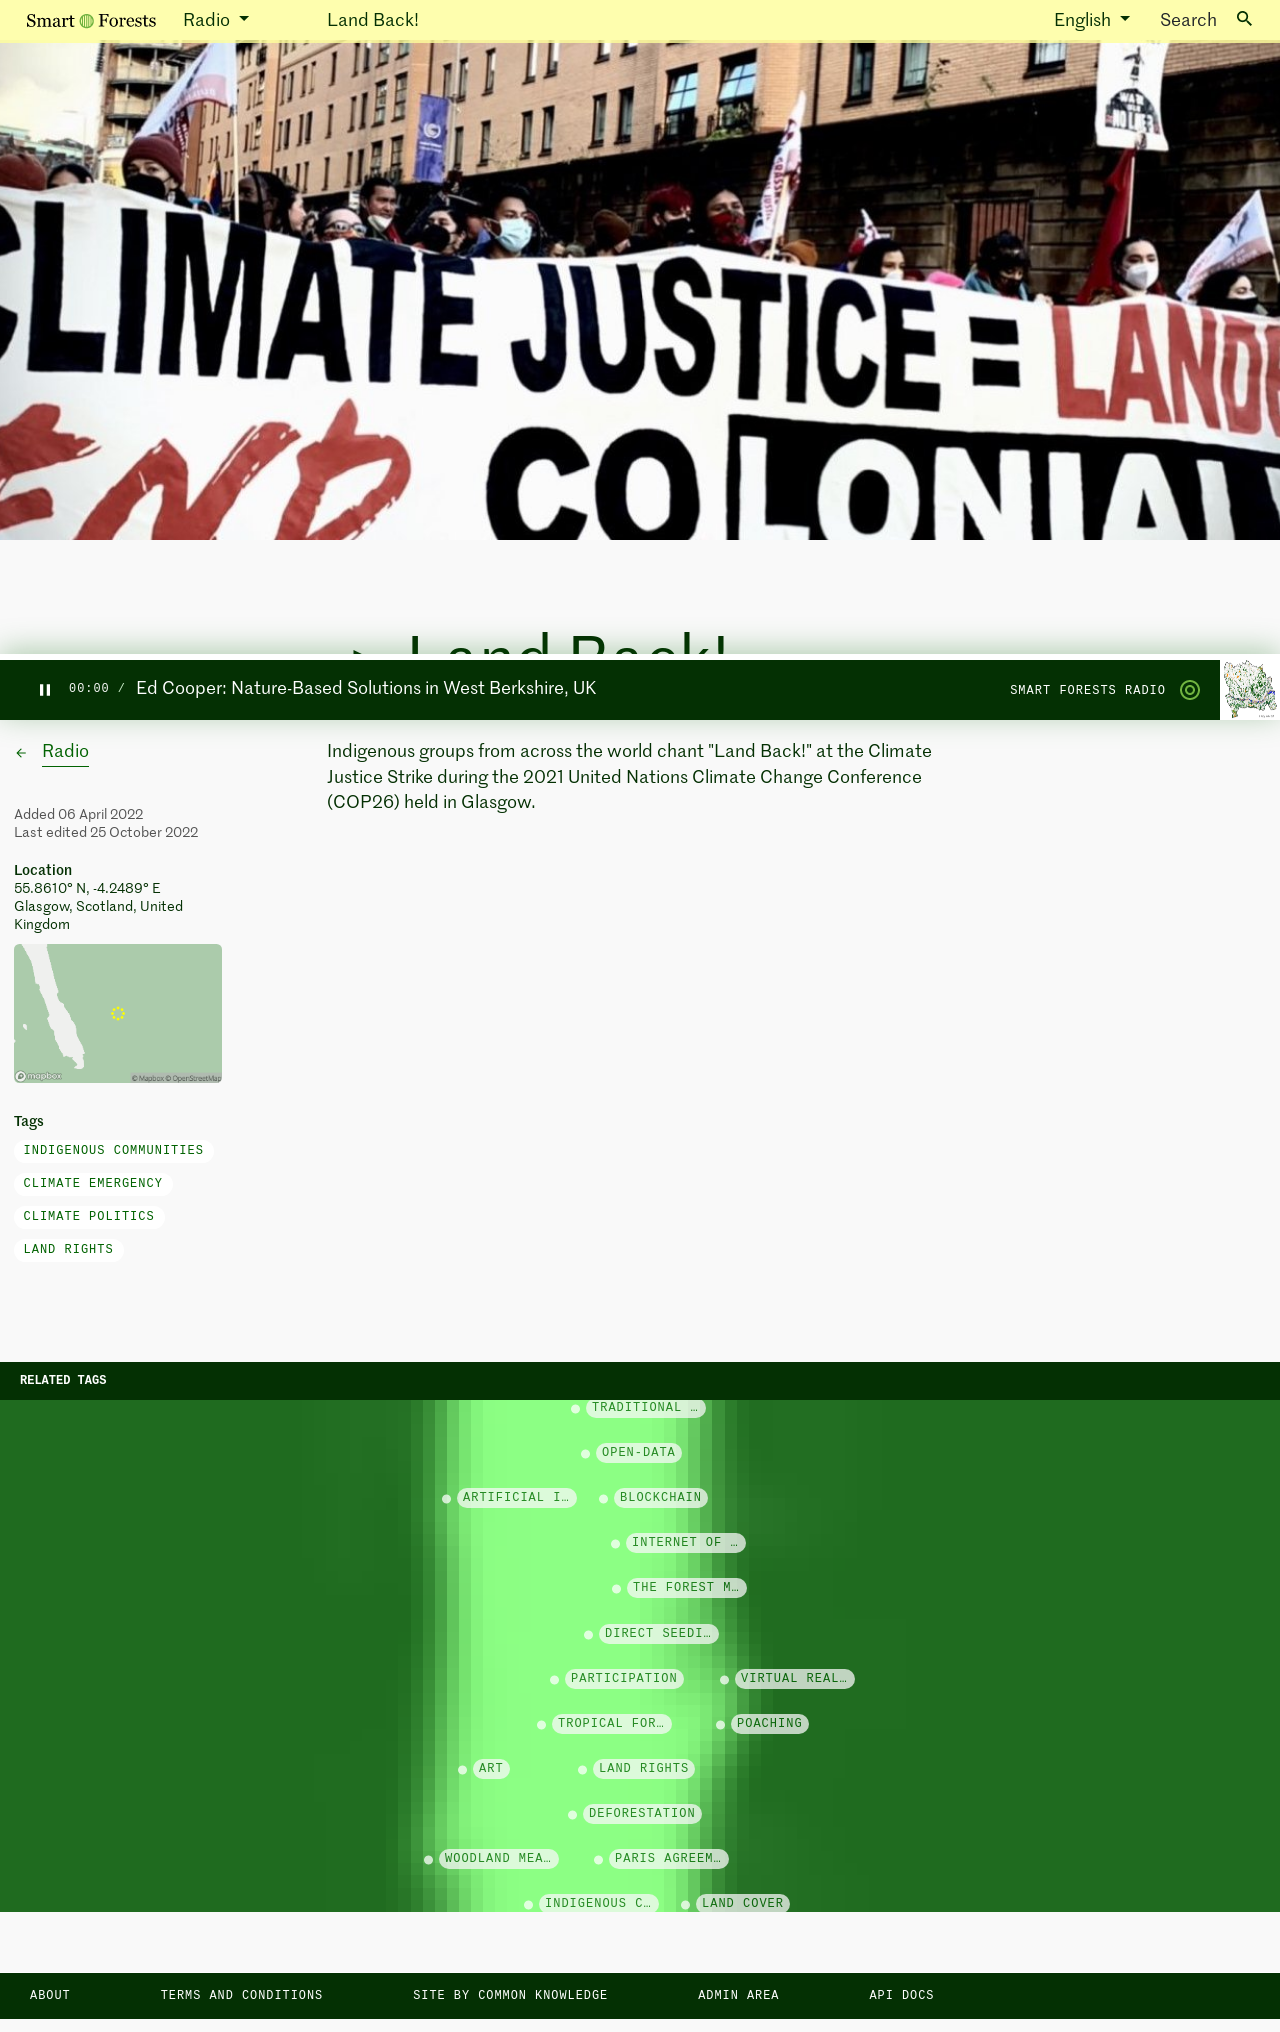 Smart Forests Radio Land Back! English Search
NO LIE?
CLIMATE JUSTICE = LAND
END COLONIAL
Land Back!
00:00 / Ed Cooper: Nature-Based Solutions in West Berkshire, UK SMART FORESTS RADIO
Radio
Indigenous groups from across the world chant "Land Back!" at the Climate
Justice Strike during the 2021 United Nations Climate Change Conference
(COP26) held in Glasgow.
Added 06 April 2022
Last edited 25 October 2022
Location
55.8610° N, -4.2489° E
Glasgow, Scotland, United
Kingdom
mapbox © Mapbox © OpenStreetMap
Tags
INDIGENOUS COMMUNITIES
CLIMATE EMERGENCY
CLIMATE POLITICS
LAND RIGHTS
RELATED TAGS
TRADITIONAL …
OPEN-DATA
ARTIFICIAL I… BLOCKCHAIN
INTERNET OF …
THE FOREST M…
DIRECT SEEDI…
PARTICIPATION VIRTUAL REAL…
TROPICAL FOR… POACHING
ART LAND RIGHTS
DEFORESTATION
WOODLAND MEA… PARIS AGREEM…
INDIGENOUS C… LAND COVER
ABOUT TERMS AND CONDITIONS SITE BY COMMON KNOWLEDGE ADMIN AREA API DOCS